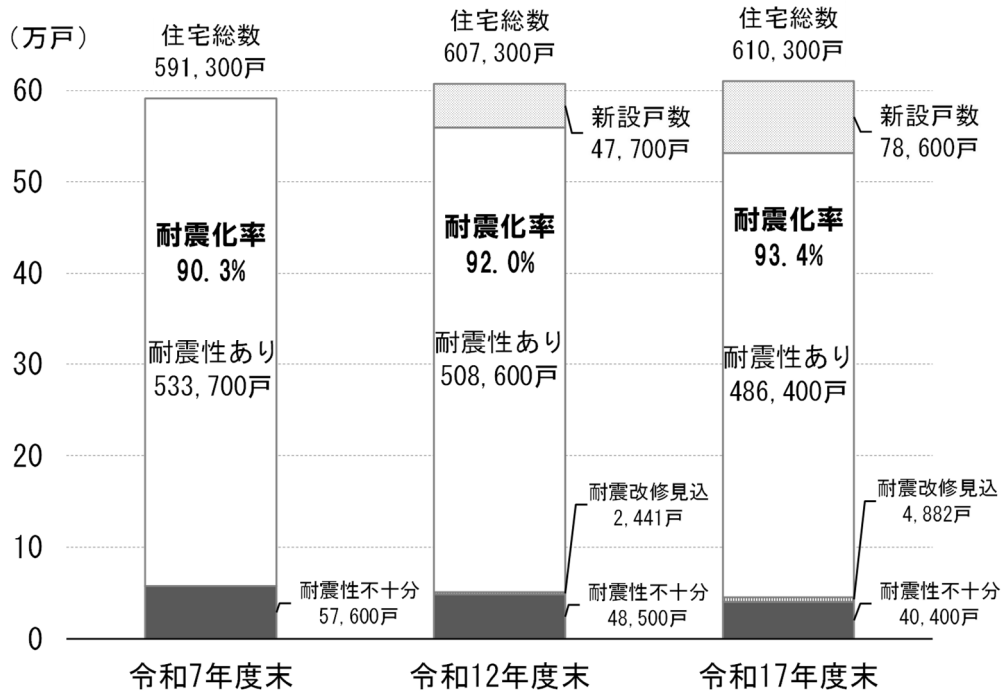 （万戸）
住宅総数
591,300戸
住宅総数
607,300戸
住宅総数
610,300戸
60
50
40
30
20
10
0
耐震化率
90.3%
耐震性あり
533,700戸
耐震性不十分
57,600戸
新設戸数
47,700戸
耐震化率
92.0%
耐震性あり
508,600戸
耐震改修見込
2,441戸
耐震性不十分
48,500戸
新設戸数
78,600戸
耐震化率
93.4%
耐震性あり
486,400戸
耐震改修見込
4,882戸
耐震性不十分
40,400戸
令和7年度末
令和12年度末
令和17年度末